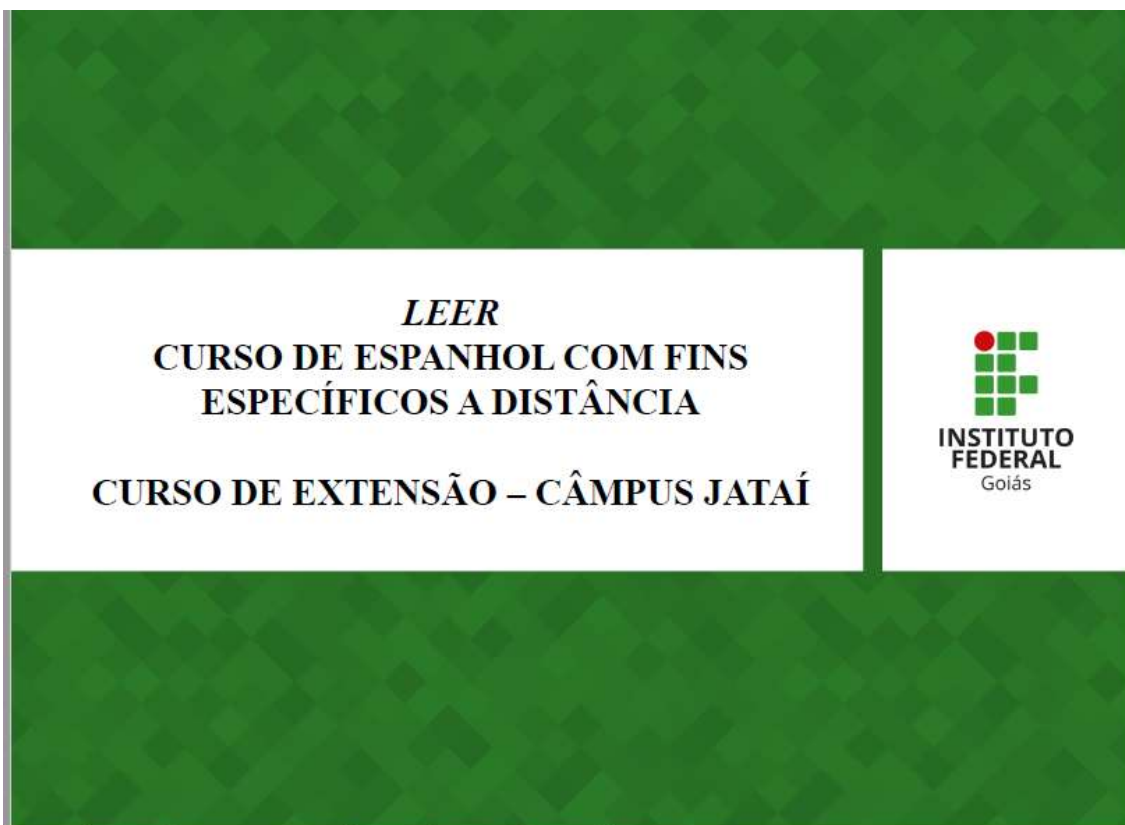 LEER
CURSO DE ESPANHOL COM FINS
ESPECÍFICOS A DISTÂNCIA
CURSO DE EXTENSÃO – CÂMPUS JATAÍ
INSTITUTO
FEDERAL
Goiás